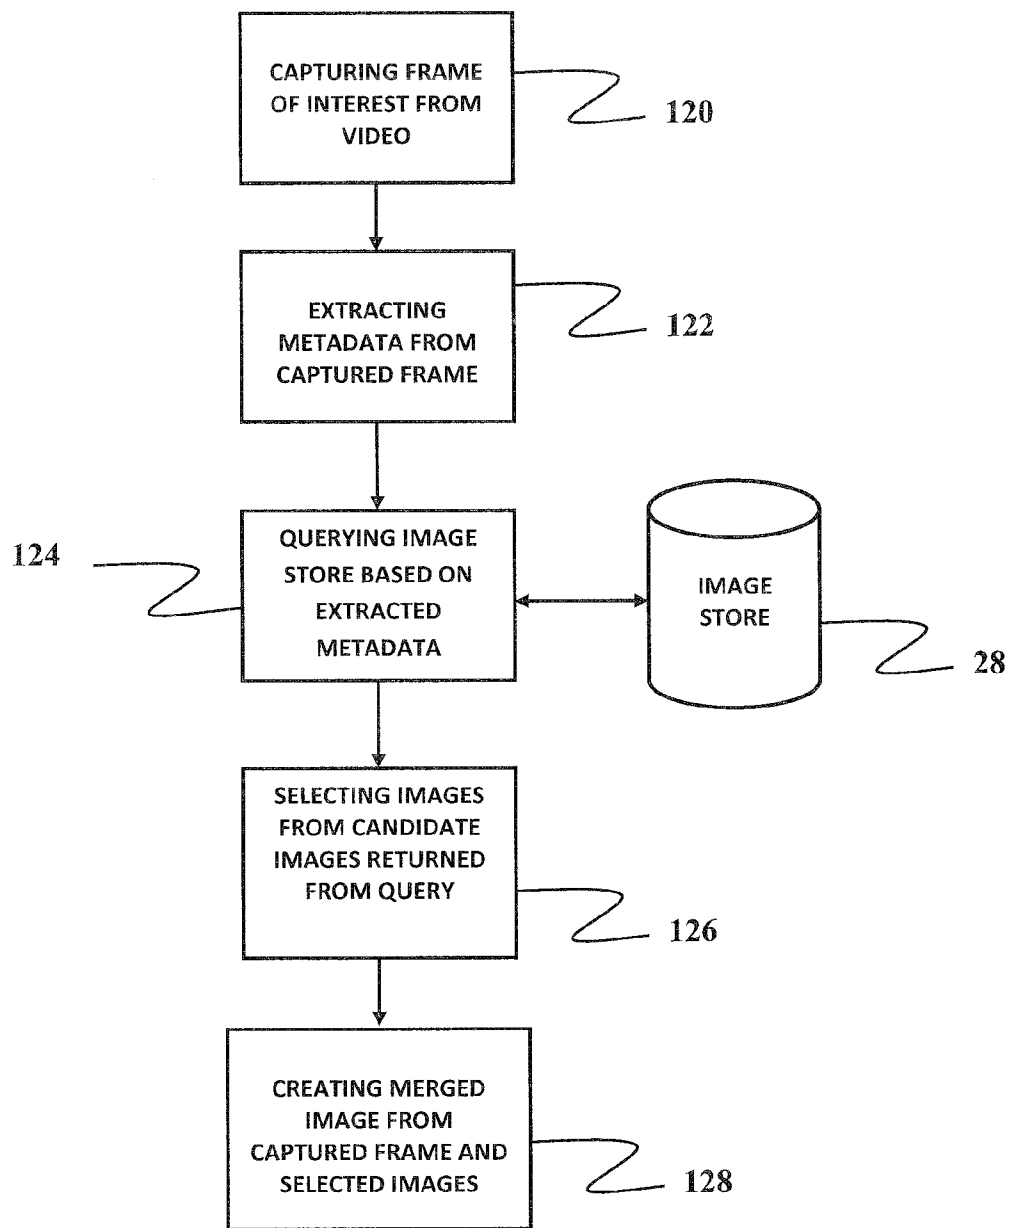 CAPTURING FRAME
OF INTEREST FROM
VIDEO
120
EXTRACTING
METADATA FROM
CAPTURED FRAME
122
124
QUERYING IMAGE
STORE BASED ON
EXTRACTED
METADATA
IMAGE
STORE
28
SELECTING IMAGES
FROM CANDIDATE
IMAGES RETURNED
FROM QUERY
126
CREATING MERGED
IMAGE FROM
CAPTURED FRAME AND
SELECTED IMAGES
128